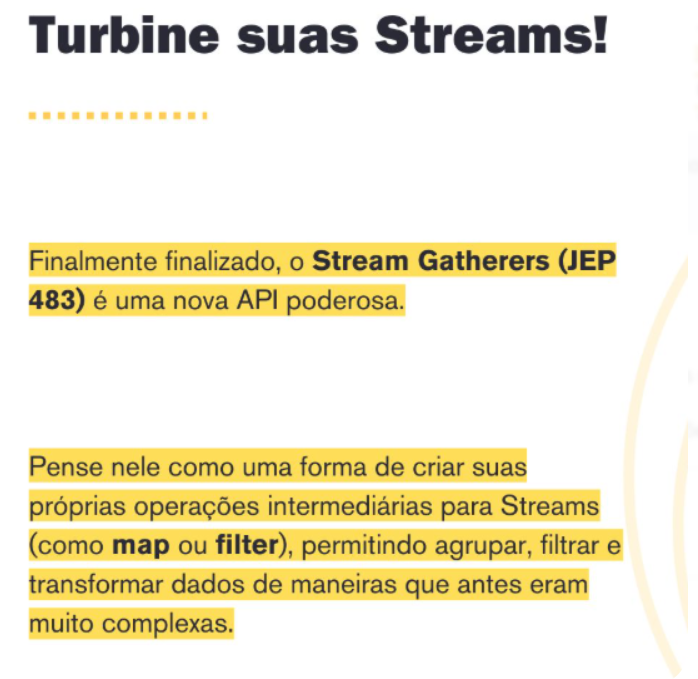 Turbine suas Streams!
Finalmente finalizado, o Stream Gatherers (JEP
483) é uma nova API poderosa.
Pense nele como uma forma de criar suas
próprias operações intermediárias para Streams
(como map ou filter), permitindo agrupar, filtrar e
transformar dados de maneiras que antes eram
muito complexas.